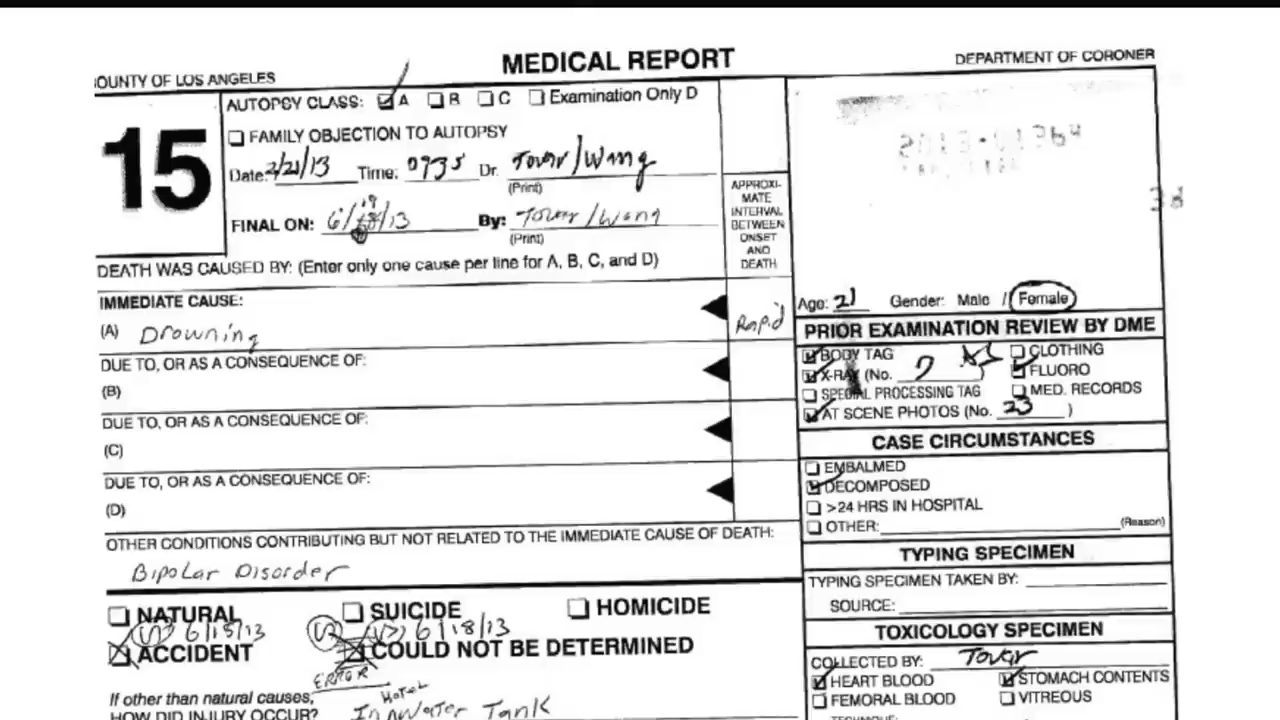 MEDICAL REPORT
OUNTY OF LOS ANGELES
DEPARTMENT OF CORONER
15
AUTOPSY CLASS: A B C Examination Only D
FAMILY OBJECTION TO AUTOPSY
Date: 2/21/13 Time: 0735 Dr. Tovar/Wang
(Print)
FINAL ON: 6/19/13 By: Tovar/Wang
(Print)
APPROXI-
MATE
INTERVAL
BETWEEN
ONSET
AND
DEATH
DEATH WAS CAUSED BY: (Enter only one cause per line for A, B, C, and D)
IMMEDIATE CAUSE:
(A) Drowning
Rapid
DUE TO, OR AS A CONSEQUENCE OF:
(B)
DUE TO, OR AS A CONSEQUENCE OF:
(C)
DUE TO, OR AS A CONSEQUENCE OF:
(D)
OTHER CONDITIONS CONTRIBUTING BUT NOT RELATED TO THE IMMEDIATE CAUSE OF DEATH:
Bipolar Disorder
NATURAL SUICIDE HOMICIDE
6/15/13 6/18/13
ACCIDENT COULD NOT BE DETERMINED
ERROR
If other than natural causes,
Hotel
HOW DID INJURY OCCUR? In Water Tank
Age: 21 Gender: Male / Female
PRIOR EXAMINATION REVIEW BY DME
BODY TAG CLOTHING
X-RAY (No. ) FLUORO
SPECIAL PROCESSING TAG MED. RECORDS
AT SCENE PHOTOS (No. 23 )
CASE CIRCUMSTANCES
EMBALMED
DECOMPOSED
>24 HRS IN HOSPITAL
OTHER: (Reason)
TYPING SPECIMEN
TYPING SPECIMEN TAKEN BY:
SOURCE:
TOXICOLOGY SPECIMEN
COLLECTED BY: Tovar
HEART BLOOD STOMACH CONTENTS
FEMORAL BLOOD VITREOUS
TECHNIQUE: